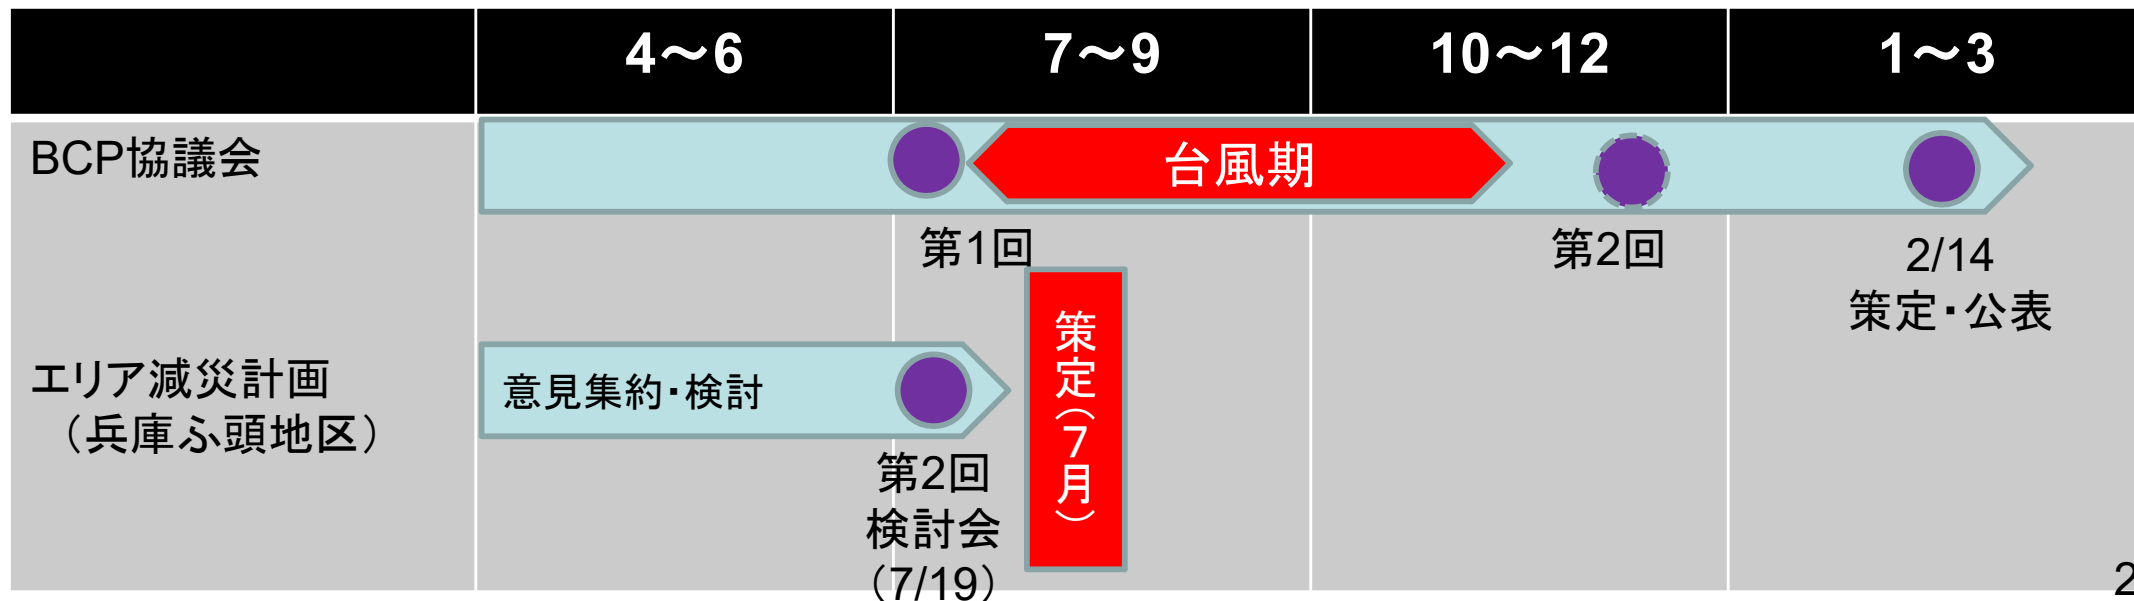 4～6
7～9
10～12
1～3
BCP協議会
台風期
第1回
第2回
2/14
策定・公表
エリア減災計画
（兵庫ふ頭地区）
意見集約・検討
第2回
検討会
（7/19）
策定（7月）
2